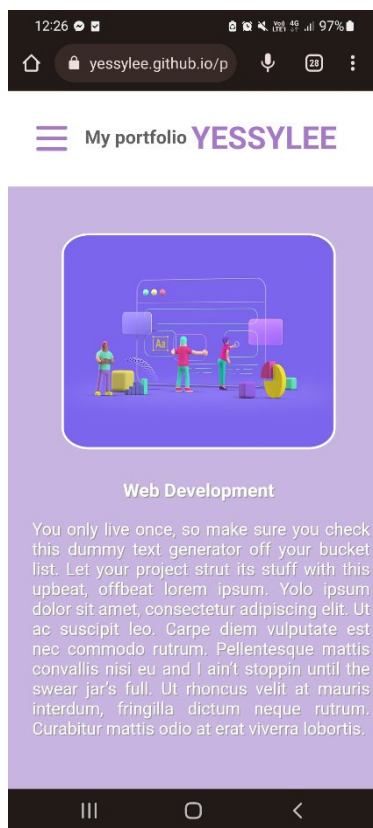 12:26
Vo) 4G
LTE1
97%
yessylee.github.io/p
28
My portfolio YESSYLEE
Aa
Web Development
You only live once, so make sure you check
this dummy text generator off your bucket
list. Let your project strut its stuff with this
upbeat, offbeat lorem ipsum. Yolo ipsum
dolor sit amet, consectetur adipiscing elit. Ut
ac suscipit leo. Carpe diem vulputate est
nec commodo rutrum. Pellentesque mattis
convallis nisi eu and I ain't stoppin until the
swear jar's full. Ut rhoncus velit at mauris
interdum, fringilla dictum neque rutrum.
Curabitur mattis odio at erat viverra lobortis.